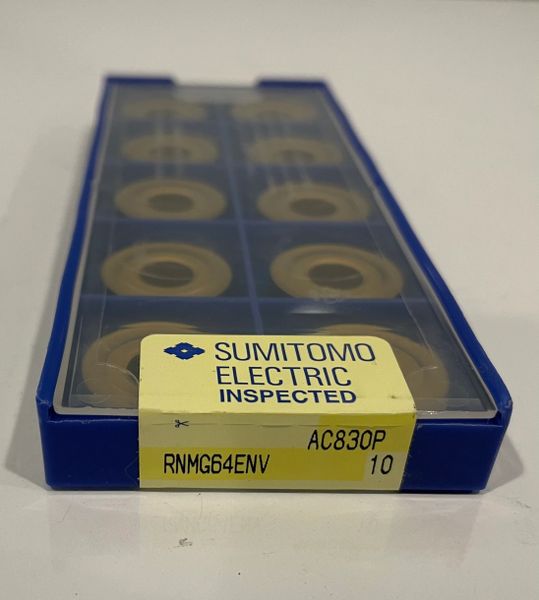 SUMITOMO
ELECTRIC
INSPECTED
AC830P
RNMG64ENV 10